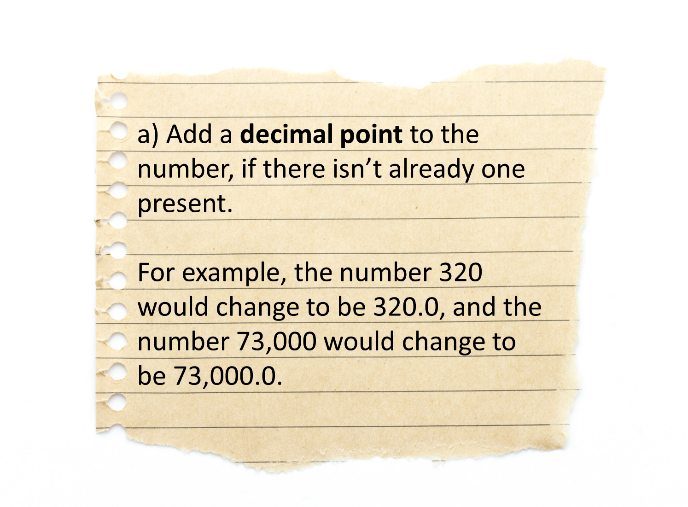 a) Add a decimal point to the
number, if there isn’t already one
present.
For example, the number 320
would change to be 320.0, and the
number 73,000 would change to
be 73,000.0.